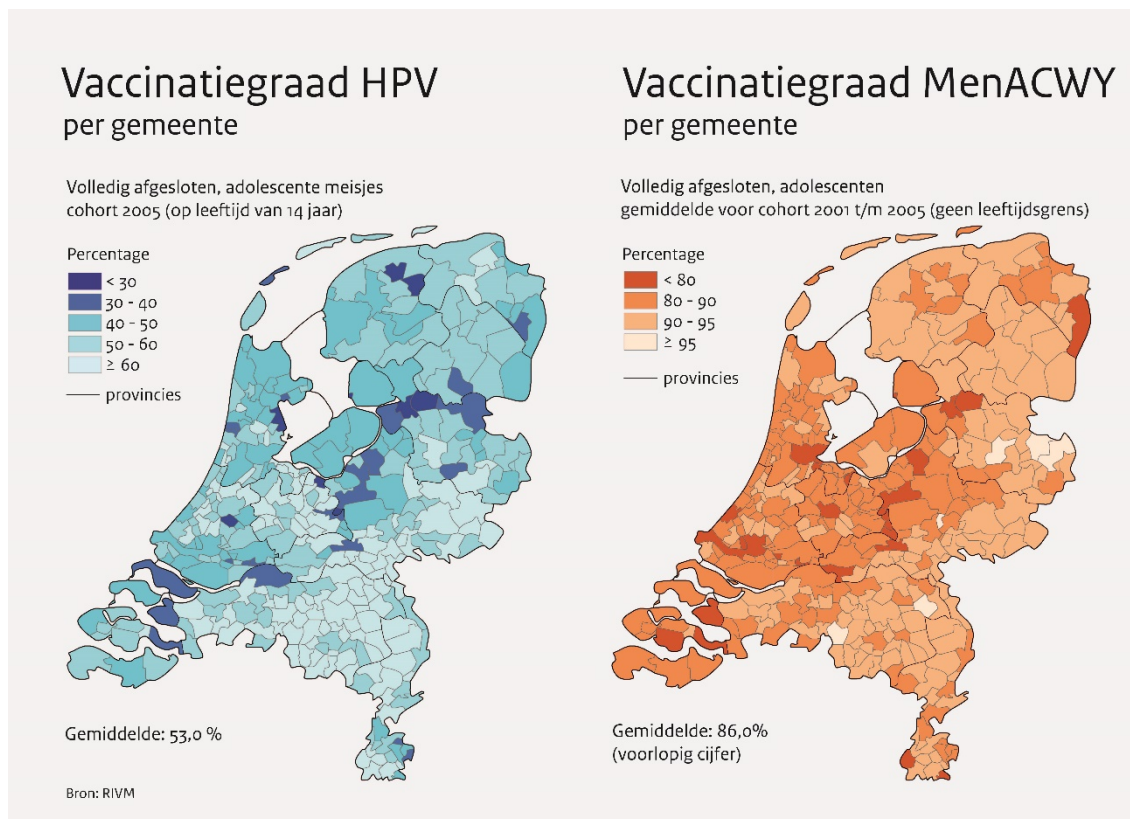 Vaccinatiegraad HPV
per gemeente
Volledig afgesloten, adolescente meisjes
cohort 2005 (op leeftijd van 14 jaar)
Percentage
< 30
30 - 40
40 - 50
50 - 60
≥ 60
provincies
Gemiddelde: 53,0 %
Bron: RIVM
Vaccinatiegraad MenACWY
per gemeente
Volledig afgesloten, adolescenten
gemiddelde voor cohort 2001 t/m 2005 (geen leeftijdsgrens)
Percentage
< 80
80 - 90
90 - 95
≥ 95
provincies
Gemiddelde: 86,0%
(voorlopig cijfer)